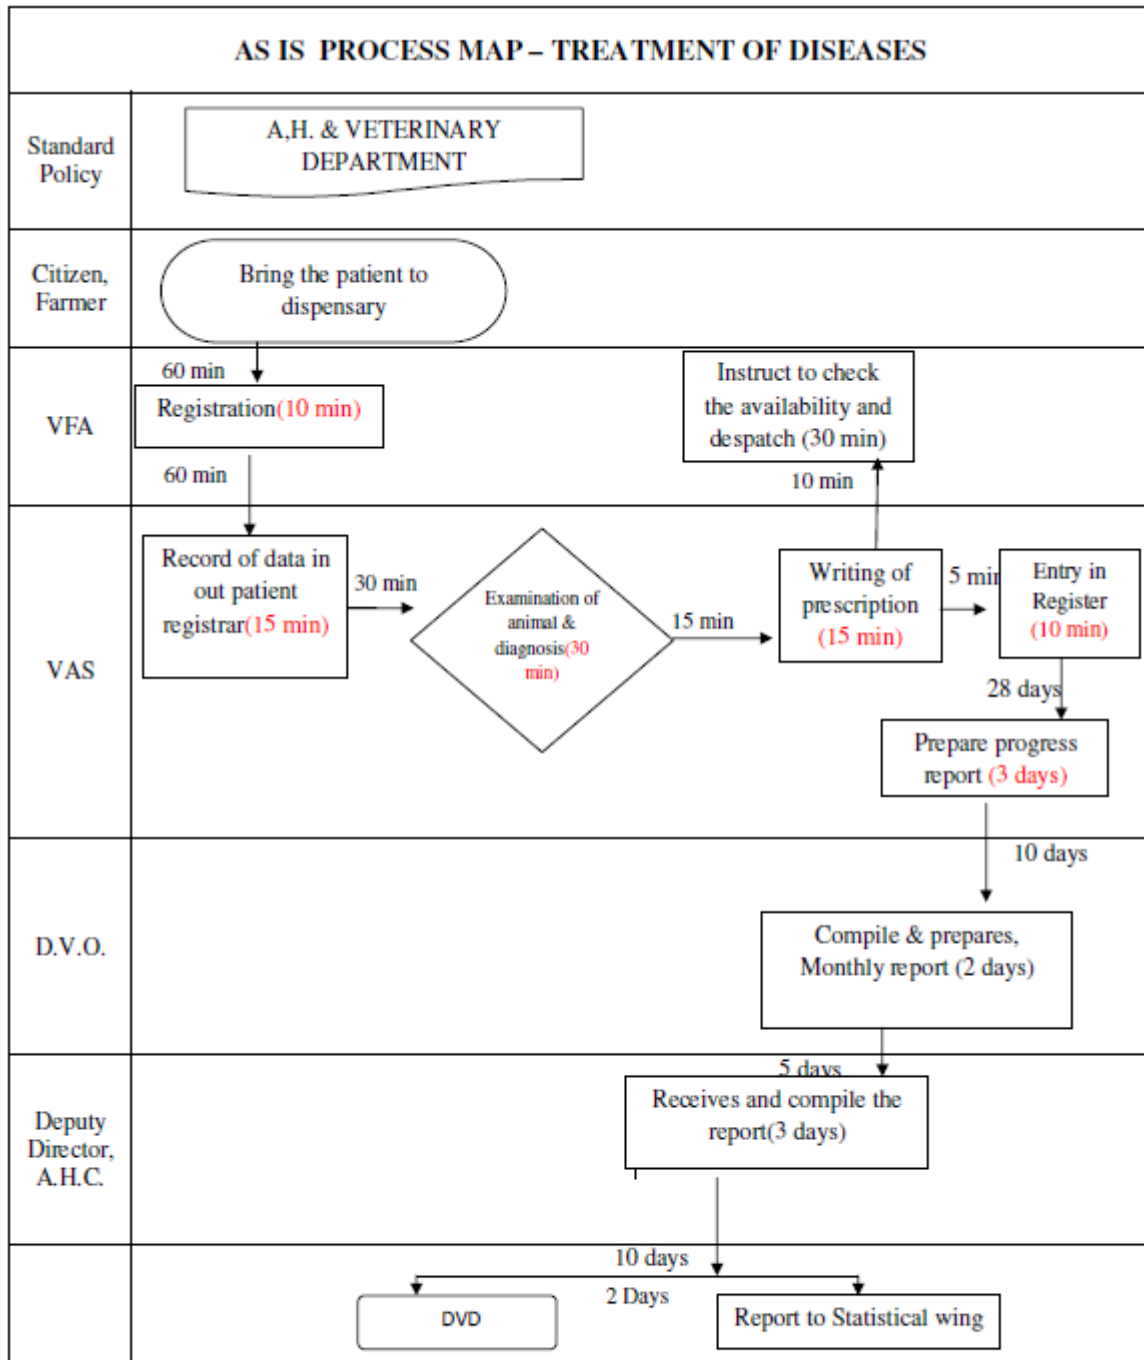 AS IS PROCESS MAP – TREATMENT OF DISEASES
Standard
Policy
A,H. & VETERINARY
DEPARTMENT
Citizen,
Farmer
Bring the patient to
dispensary
VFA
60 min
Registration(10 min)
60 min
Instruct to check
the availability and
despatch (30 min)
10 min
VAS
Record of data in
out patient
registrar(15 min)
30 min
Examination of
animal &
diagnosis(30
min)
15 min
Writing of
prescription
(15 min)
5 min
Entry in
Register
(10 min)
28 days
Prepare progress
report (3 days)
D.V.O.
10 days
Compile & prepares,
Monthly report (2 days)
Deputy
Director,
A.H.C.
5 days
Receives and compile the
report(3 days)
10 days
2 Days
DVD
Report to Statistical wing